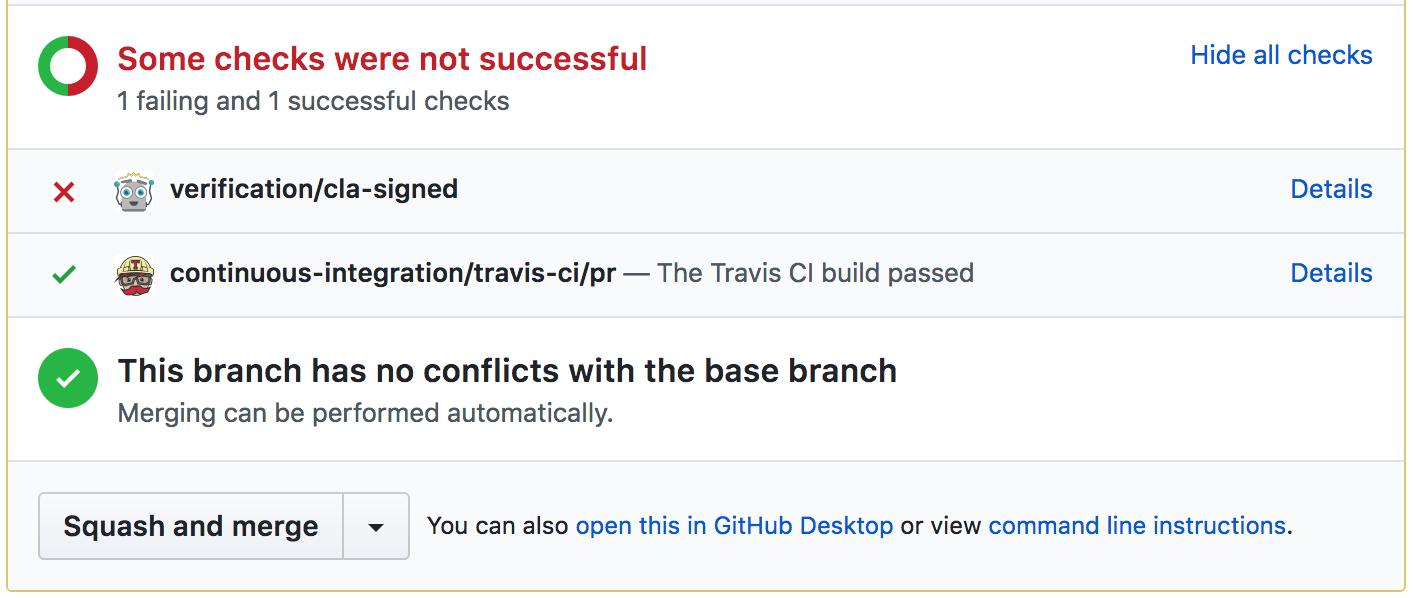 Some checks were not successful
Hide all checks
1 failing and 1 successful checks
verification/cla-signed
Details
continuous-integration/travis-ci/pr — The Travis CI build passed
Details
This branch has no conflicts with the base branch
Merging can be performed automatically.
Squash and merge
You can also open this in GitHub Desktop or view command line instructions.